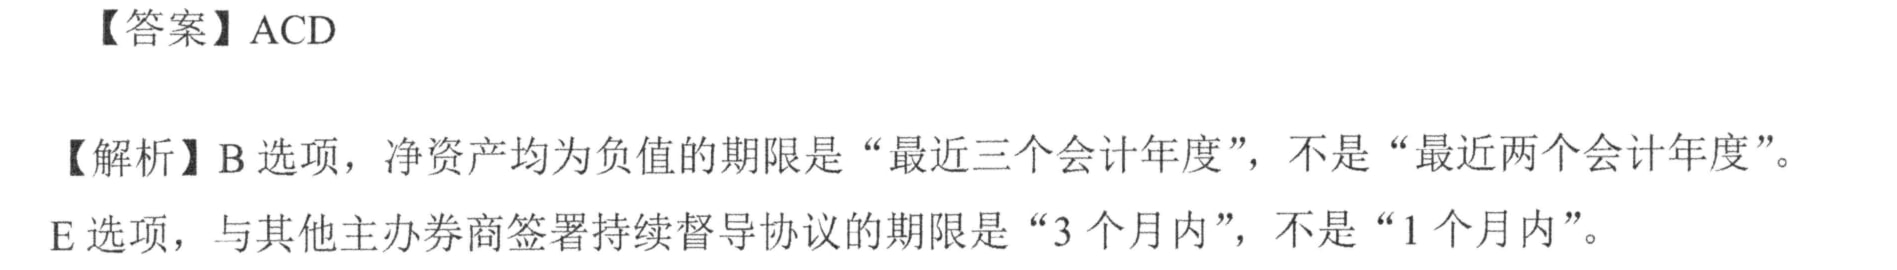 【答案】ACD
【解析】B 选项，净资产均为负值的期限是“最近三个会计年度”，不是“最近两个会计年度”。
E 选项，与其他主办券商签署持续督导协议的期限是“3 个月内”，不是“1 个月内”。